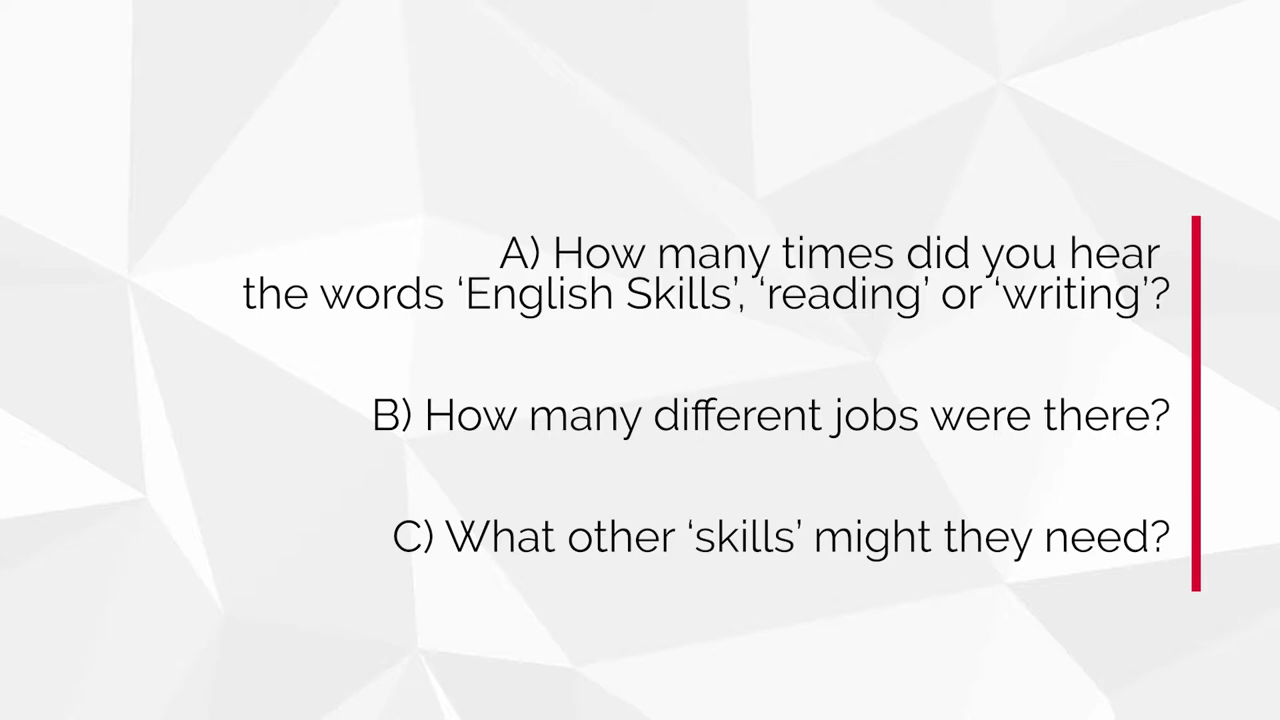 A) How many times did you hear
the words ‘English Skills’, ‘reading’ or ‘writing’?
B) How many different jobs were there?
C) What other ‘skills’ might they need?